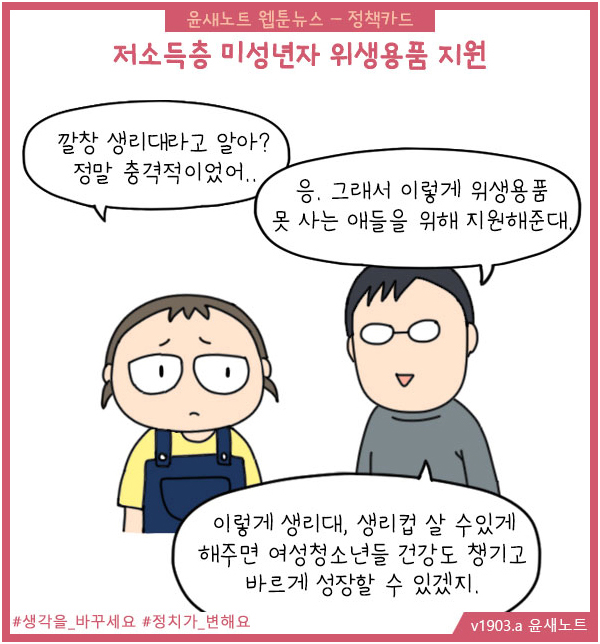 윤새노트 웹툰뉴스 - 정책카드
저소득층 미성년자 위생용품 지원
깔창 생리대라고 알아?
정말 충격적이었어..
응. 그래서 이렇게 위생용품
못 사는 애들을 위해 지원해준대.
이렇게 생리대, 생리컵 살 수있게
해주면 여성청소년들 건강도 챙기고
바르게 성장할 수 있겠지.
#생각을_바꾸세요 #정치가_변해요
v1903.a 윤새노트